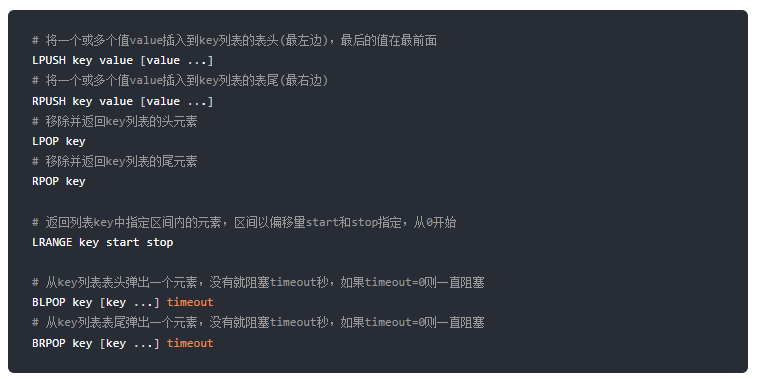 # 将一个或多个值value插入到key列表的表头(最左边)，最后的值在最前面
LPUSH key value [value ...]
# 将一个或多个值value插入到key列表的表尾(最右边)
RPUSH key value [value ...]
# 移除并返回key列表的头元素
LPOP key
# 移除并返回key列表的尾元素
RPOP key
# 返回列表key中指定区间内的元素，区间以偏移量start和stop指定，从0开始
LRANGE key start stop
# 从key列表表头弹出一个元素，没有就阻塞timeout秒，如果timeout=0则一直阻塞
BLPOP key [key ...] timeout
# 从key列表表尾弹出一个元素，没有就阻塞timeout秒，如果timeout=0则一直阻塞
BRPOP key [key ...] timeout